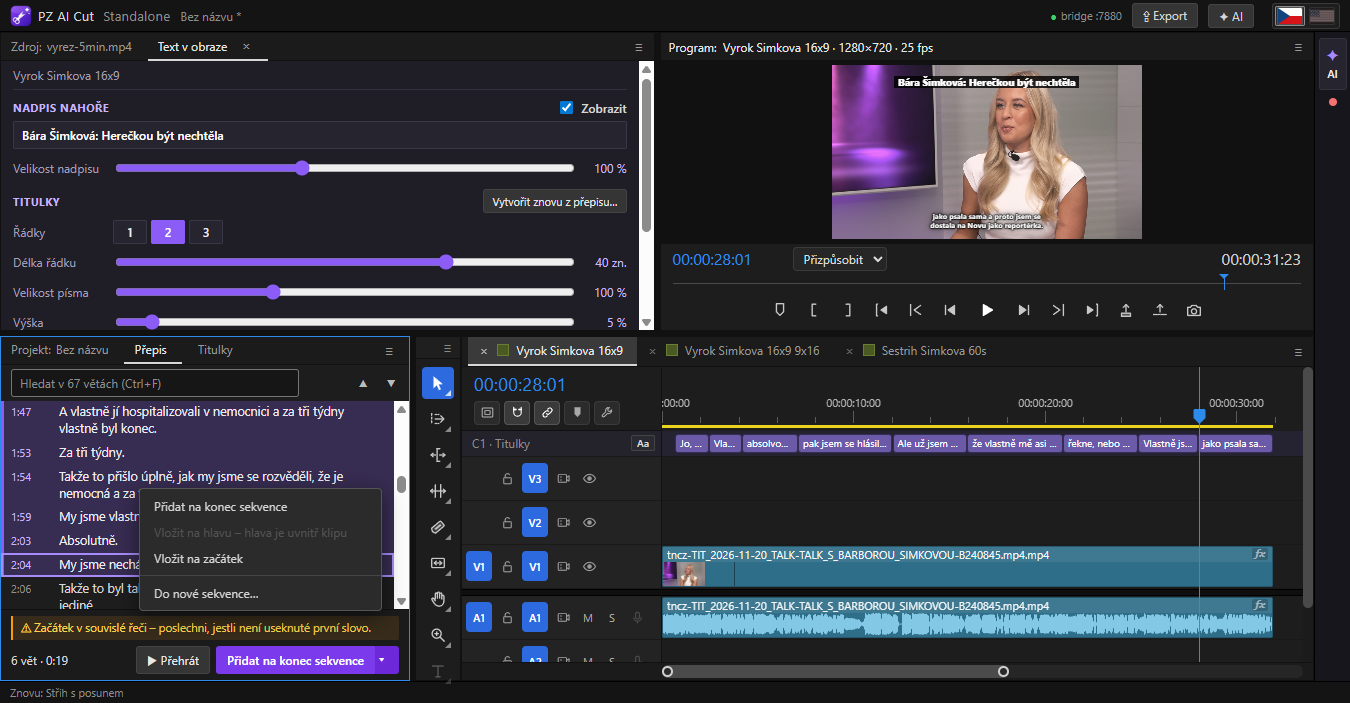 PZ AI Cut Standalone Bez názvu *
bridge :7880
Export
AI
Zdroj: vyrez-5min.mp4
Text v obraze
Vyrok Simkova 16x9
NADPIS NAHOŘE
Zobrazit
Bára Šimková: Herečkou být nechtěla
Velikost nadpisu
100 %
TITULKY
Vytvořit znovu z přepisu...
Řádky
1
2
3
Délka řádku
40 zn.
Velikost písma
100 %
Výška
5 %
Program: Vyrok Simkova 16x9 · 1280×720 · 25 fps
Bára Šimková: Herečkou být nechtěla
jako psala sama a proto jsem se
dostala na Novu jako reportérka.
00:00:28:01
Přizpůsobit
00:00:31:23
AI
Projekt: Bez názvu
Přepis
Titulky
Hledat v 67 větách (Ctrl+F)
1:47 A vlastně jí hospitalizovali v nemocnici a za tři týdny
vlastně byl konec.
1:53 Za tři týdny.
1:54 Takže to přišlo úplně, jak my jsme se rozvěděli, že je
nemocná a za
1:59 My jsme vlastn
2:03 Absolutně.
2:04 My jsme nechá
2:06 Takže to byl ta
jediné
Přidat na konec sekvence
Vložit na hlavu – hlava je uvnitř klipu
Vložit na začátek
Do nové sekvence...
⚠ Začátek v souvislé řeči – poslechni, jestli není useknuté první slovo.
6 vět · 0:19
Přehrát
Přidat na konec sekvence
Znovu: Střih s posunem
Vyrok Simkova 16x9
Vyrok Simkova 16x9 9x16
Sestrih Simkova 60s
00:00:28:01
:00:00
00:00:10:00
00:00:20:00
00:00:30:00
C1 · Titulky
Aa
Jo, ...
Vla...
absolvo...
pak jsem se hlásil...
Ale už jsem ...
že vlastně mě asi ...
řekne, nebo ...
Vlastně js...
jako psala sa...
V3
V2
V1
V1
tncz-TIT_2026-11-20_TALK-TALK_S_BARBOROU_SIMKOVOU-B240845.mp4.mp4
fx
A1
A1
M
S
tncz-TIT_2026-11-20_TALK-TALK_S_BARBOROU_SIMKOVOU-B240845.mp4.mp4
fx
A2
M
S